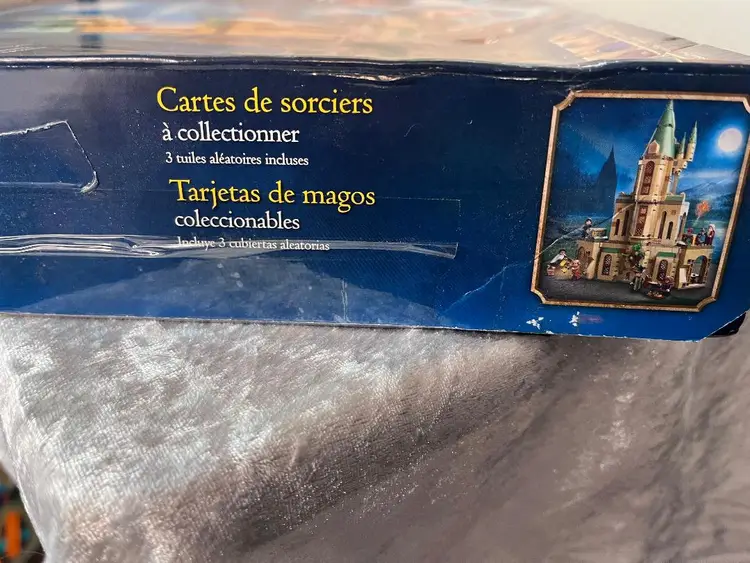 Cartes de sorciers
à collectionner
3 tuiles aléatoires incluses
Tarjetas de magos
coleccionables
Incluye 3 cubiertas aleatorias